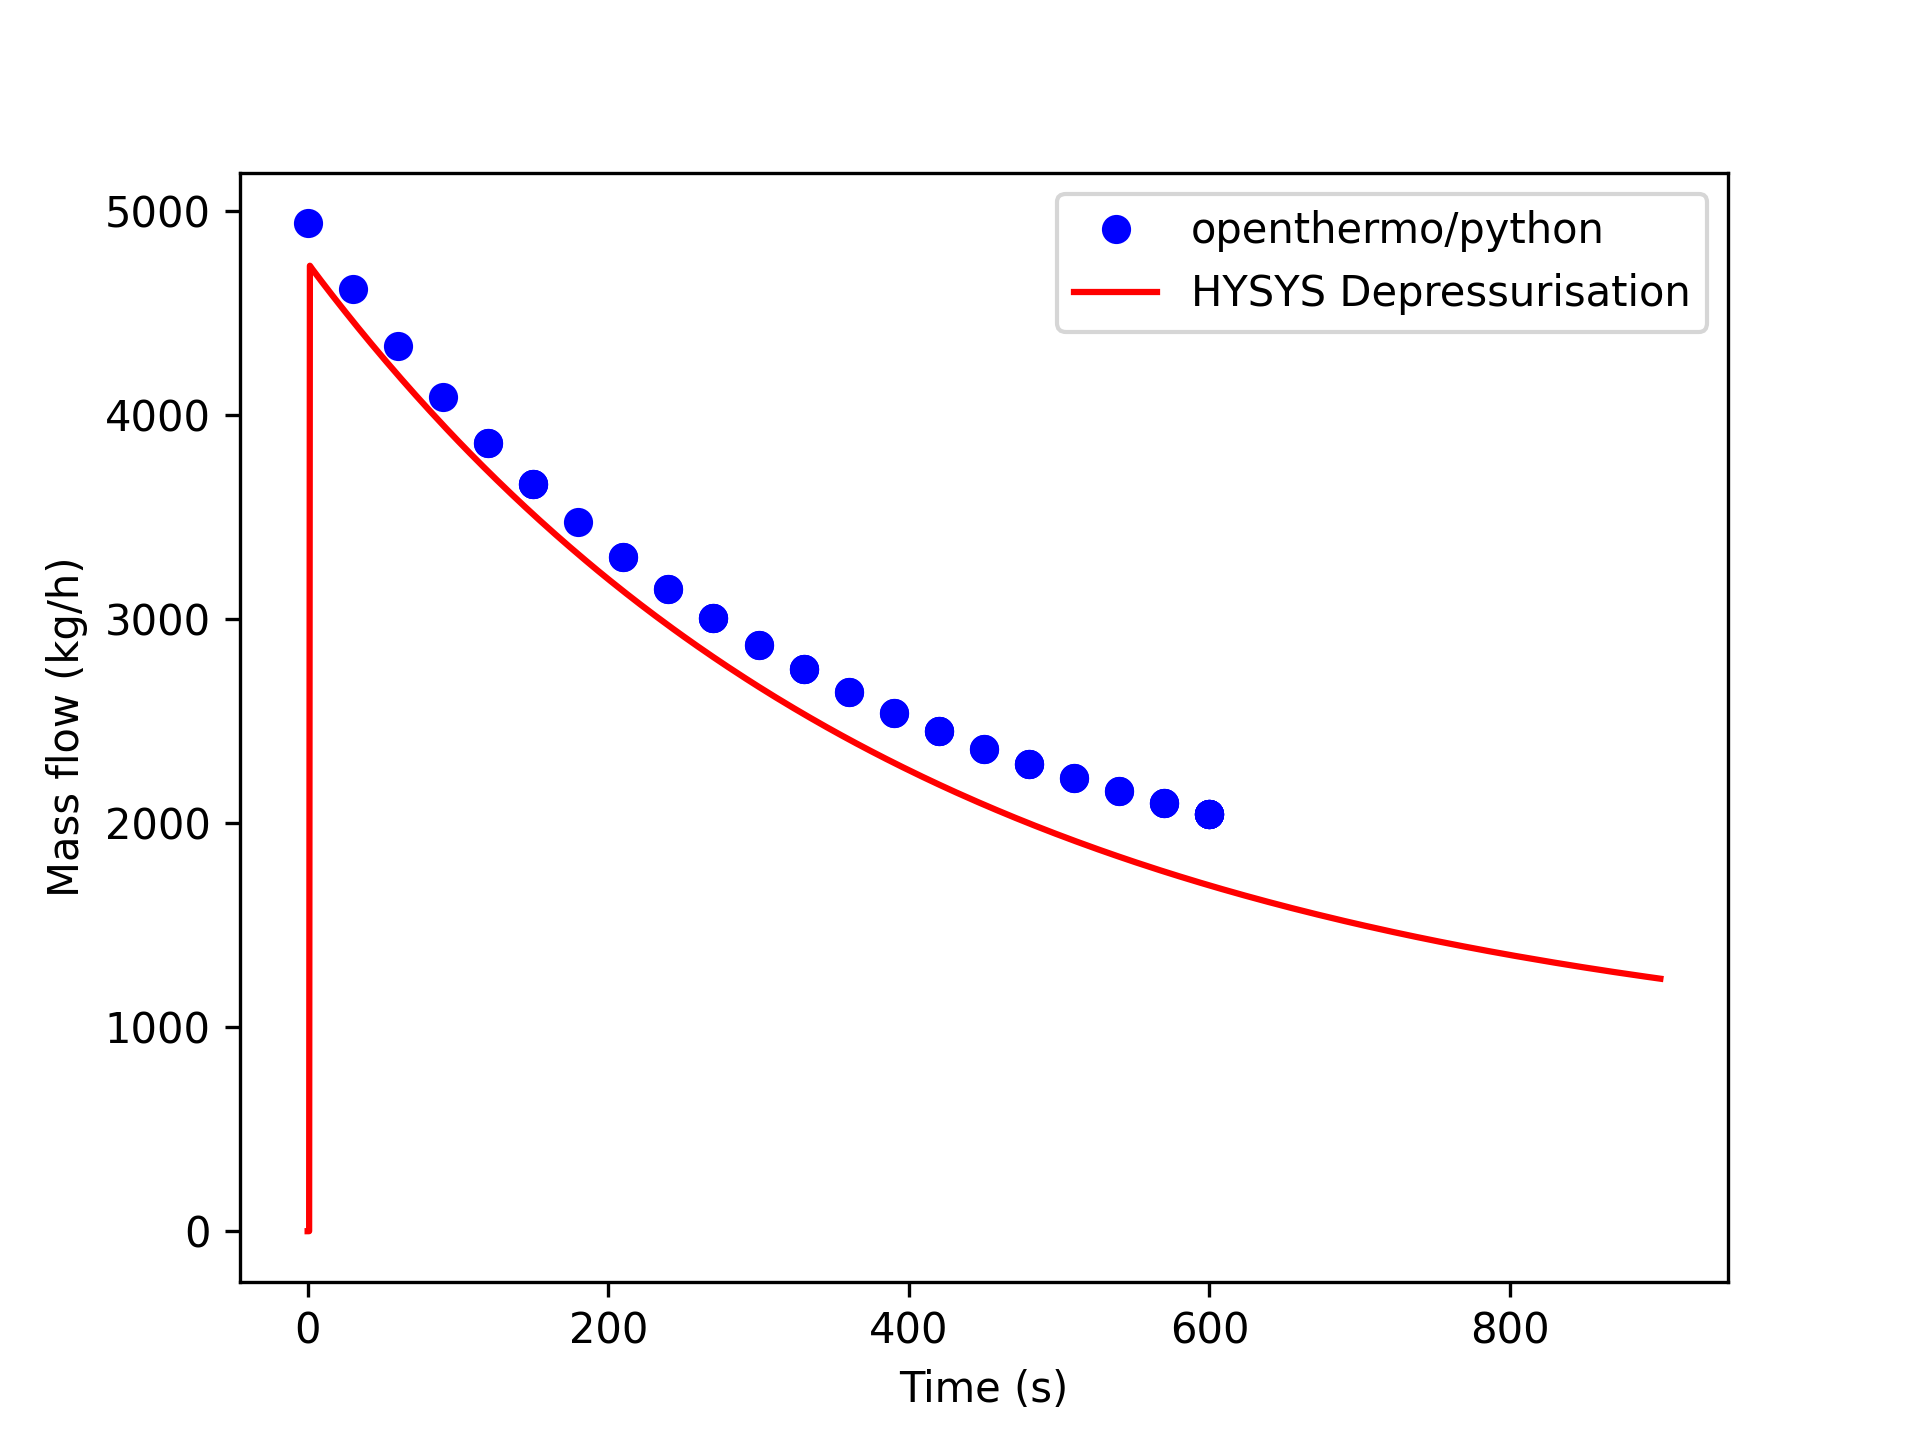 openthermo/python
HYSYS Depressurisation
Mass flow (kg/h)
5000
4000
3000
2000
1000
0
0 200 400 600 800
Time (s)